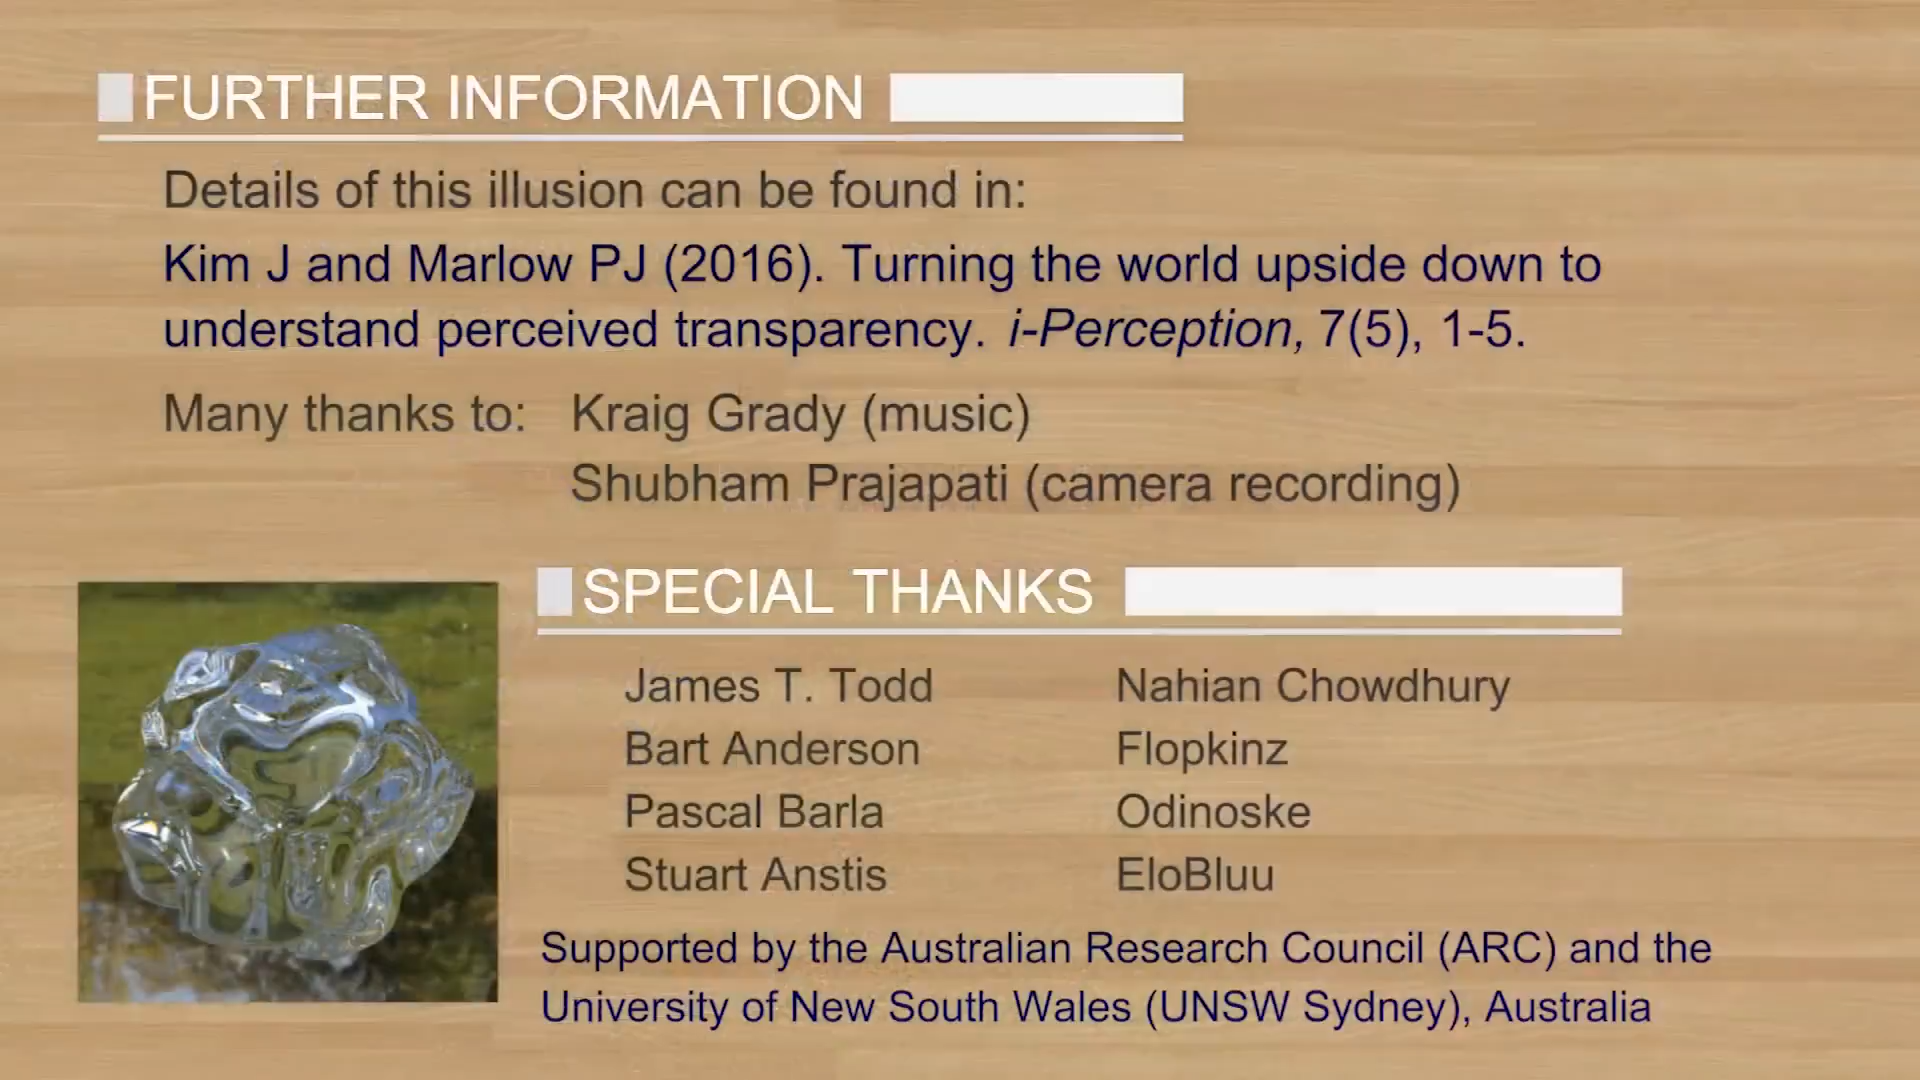 FURTHER INFORMATION
Details of this illusion can be found in:
Kim J and Marlow PJ (2016). Turning the world upside down to
understand perceived transparency. i-Perception, 7(5), 1-5.
Many thanks to: Kraig Grady (music)
Shubham Prajapati (camera recording)
SPECIAL THANKS
James T. Todd
Bart Anderson
Pascal Barla
Stuart Anstis
Nahian Chowdhury
Flopkinz
Odinoske
EloBluu
Supported by the Australian Research Council (ARC) and the
University of New South Wales (UNSW Sydney), Australia